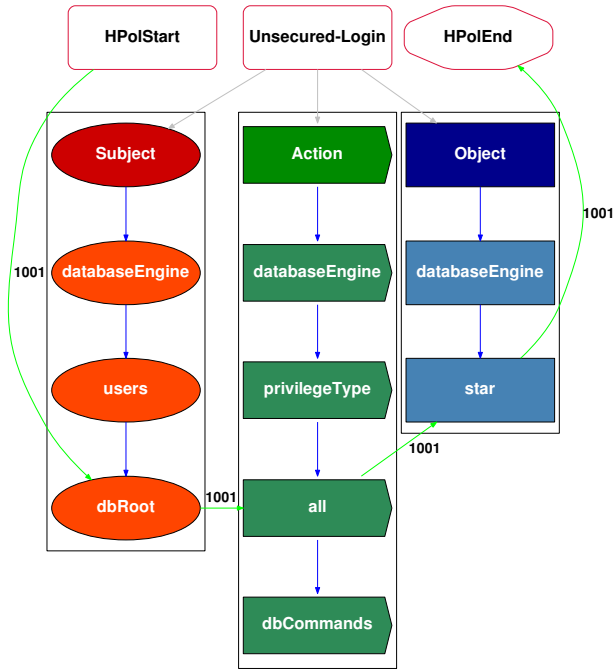 HPolStart
Unsecured-Login
HPolEnd
Subject
Action
Object
1001
databaseEngine
databaseEngine
databaseEngine
1001
users
privilegeType
star
1001
dbRoot
1001
all
dbCommands